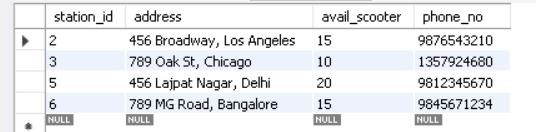 station_id address avail_scooter phone_no
2 456 Broadway, Los Angeles 15 9876543210
3 789 Oak St, Chicago 10 1357924680
5 456 Lajpat Nagar, Delhi 20 9812345670
6 789 MG Road, Bangalore 15 9845671234
NULL NULL NULL NULL